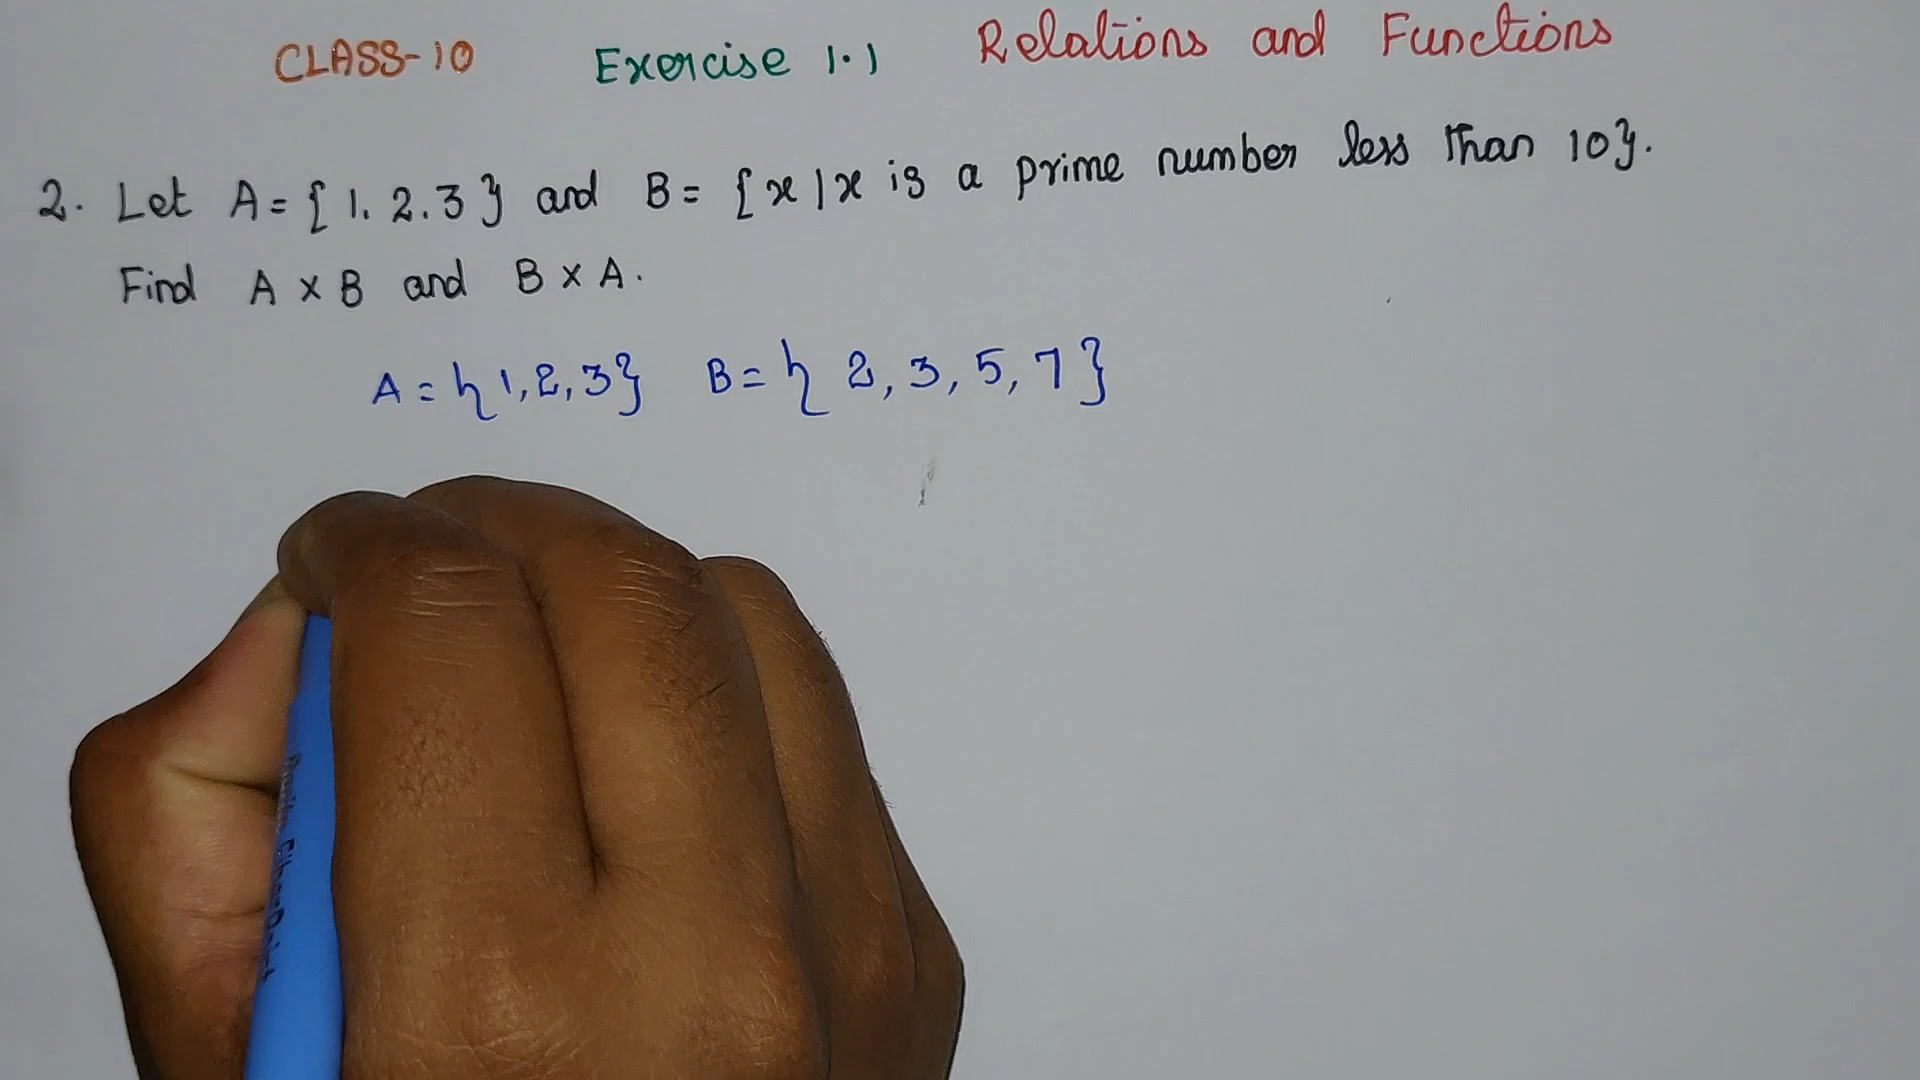 CLASS-10 Exercise 1.1 Relations and Functions
2. Let A = { 1. 2. 3 } and B = { x | x is a prime number less than 10}.
Find A × B and B × A.
A = { 1, 2, 3} B = { 2, 3, 5, 7 }